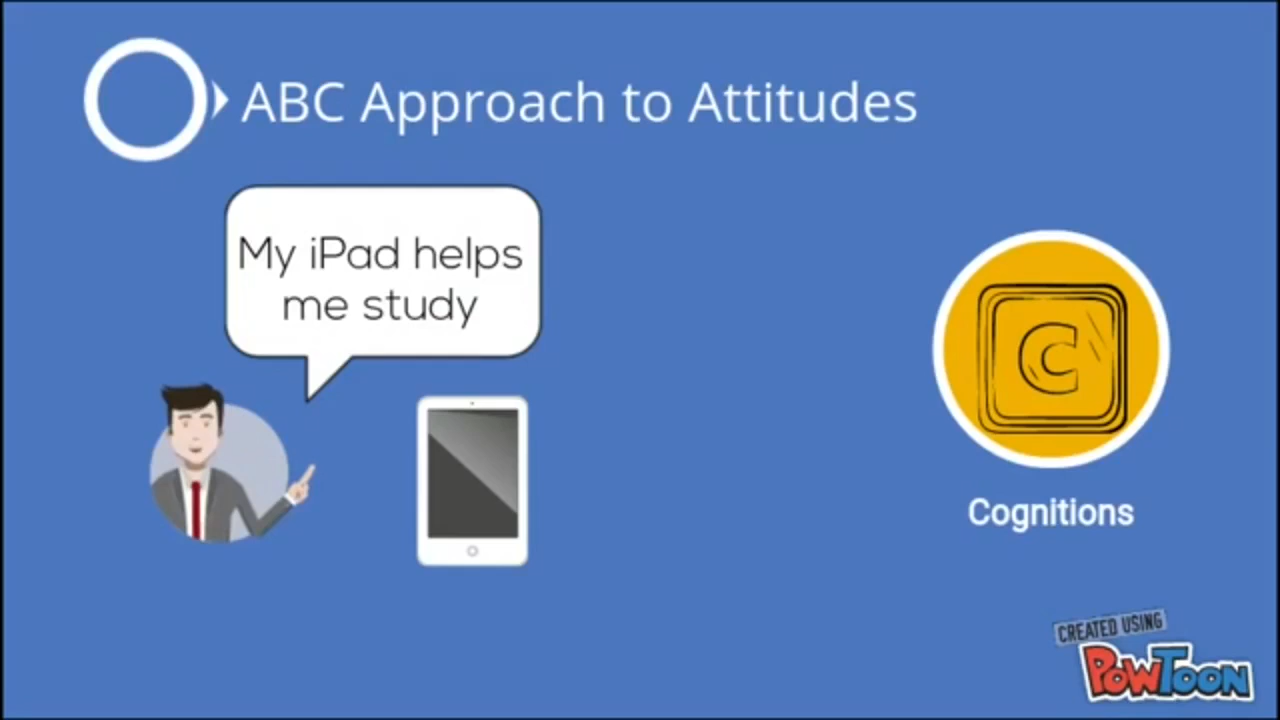 ABC Approach to Attitudes
My iPad helps
me study
C
Cognitions
CREATED USING
POWTOON